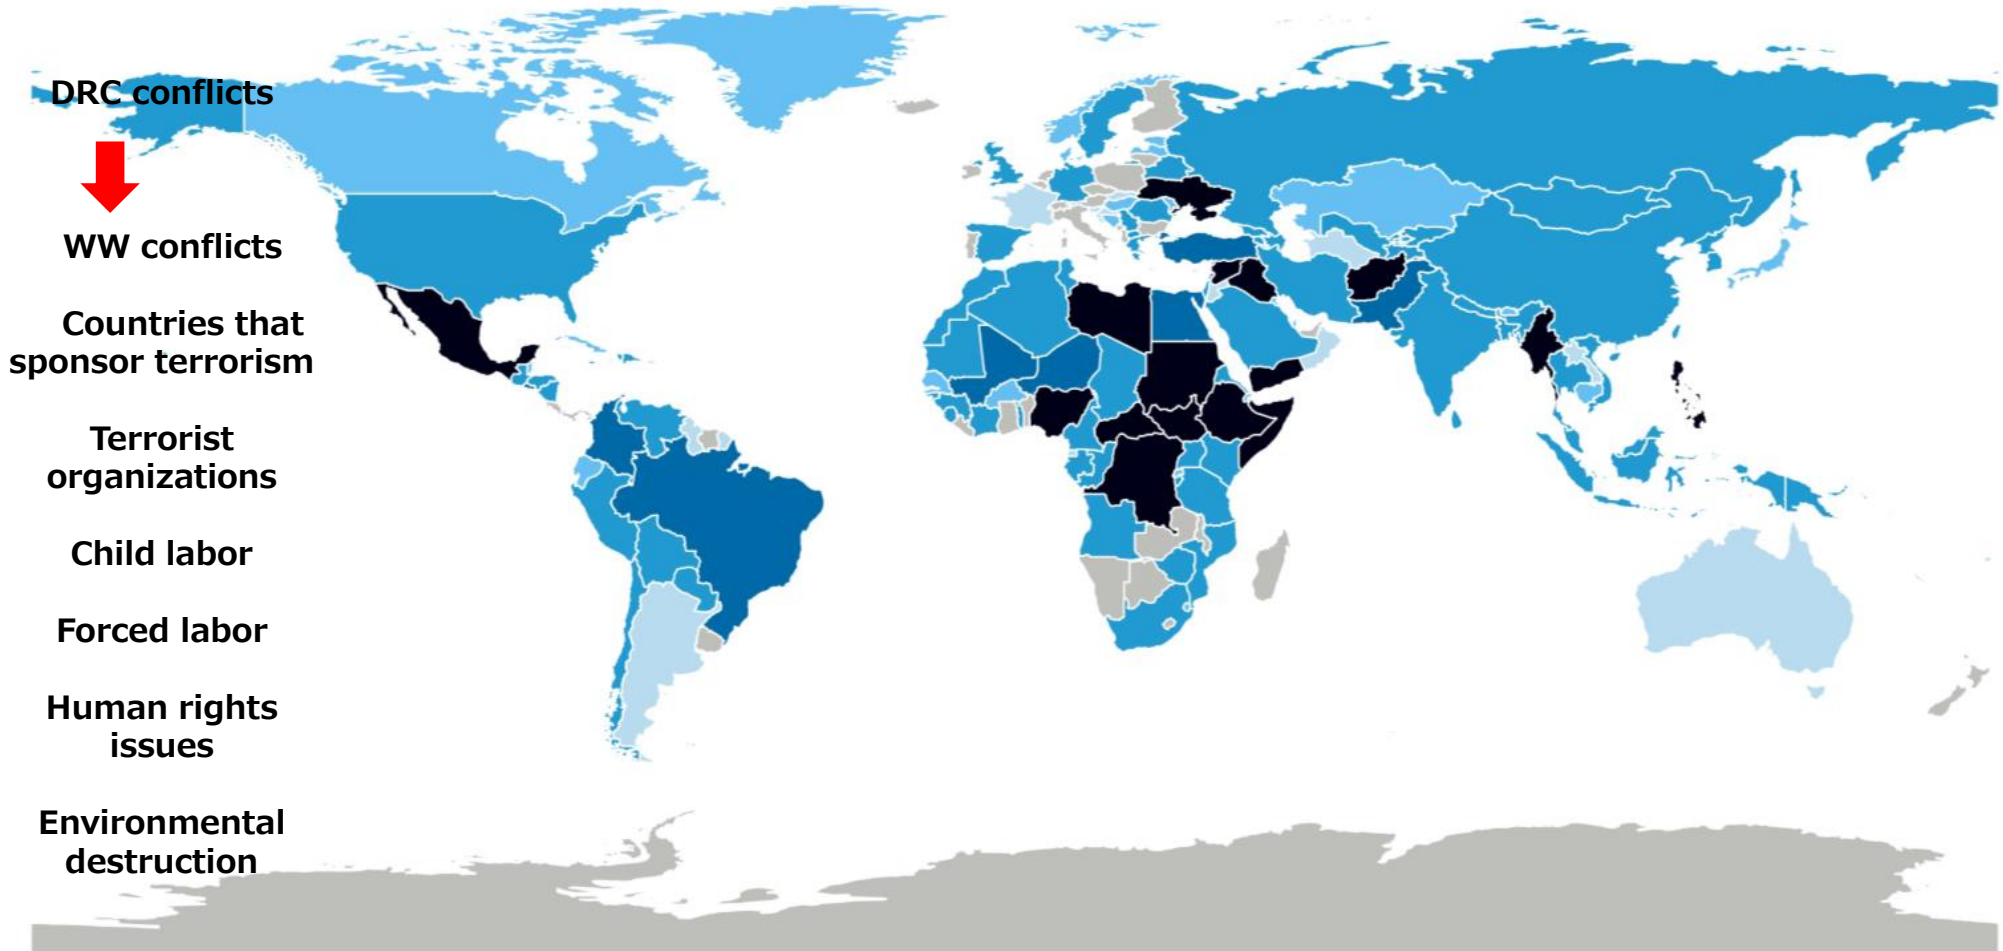 DRC conflicts
WW conflicts
Countries that
sponsor terrorism
Terrorist
organizations
Child labor
Forced labor
Human rights
issues
Environmental
destruction